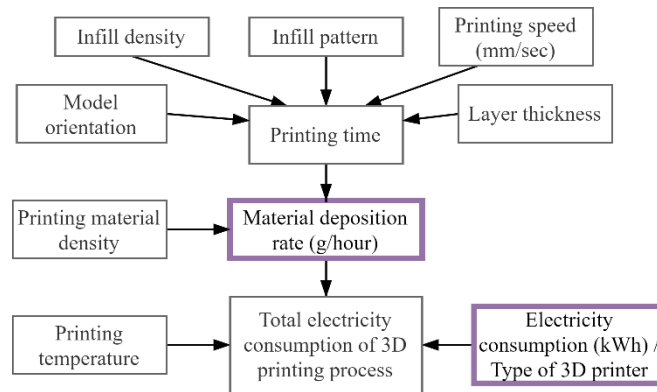 Infill density
Infill pattern
Printing speed
(mm/sec)
Model
orientation
Printing time
Layer thickness
Printing material
density
Material deposition
rate (g/hour)
Printing
temperature
Total electricity
consumption of 3D
printing process
Electricity
consumption (kWh) /
Type of 3D printer